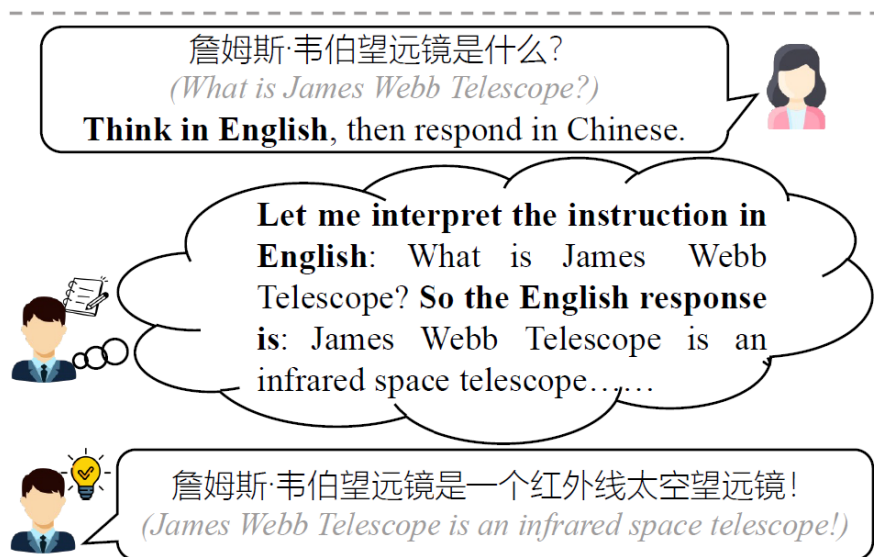 詹姆斯·韦伯望远镜是什么？
(What is James Webb Telescope?)
Think in English, then respond in Chinese.
Let me interpret the instruction in
English: What is James Webb
Telescope? So the English response
is: James Webb Telescope is an
infrared space telescope……
詹姆斯·韦伯望远镜是一个红外线太空望远镜！
(James Webb Telescope is an infrared space telescope!)